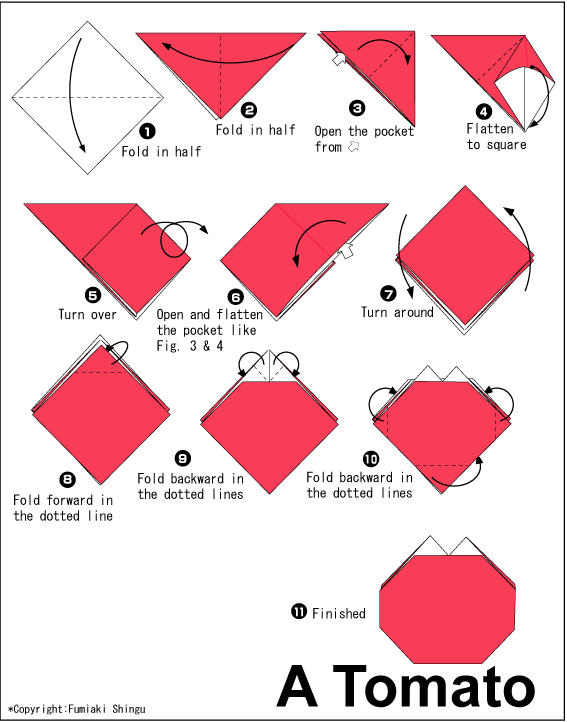 1 Fold in half
2 Fold in half
3 Open the pocket
from
4 Flatten
to square
5 Turn over
6 Open and flatten
the pocket like
Fig. 3 & 4
7 Turn around
8 Fold forward in
the dotted line
9 Fold backward in
the dotted lines
10 Fold backward in
the dotted lines
11 Finished
A Tomato
*Copyright:Fumiaki Shingu